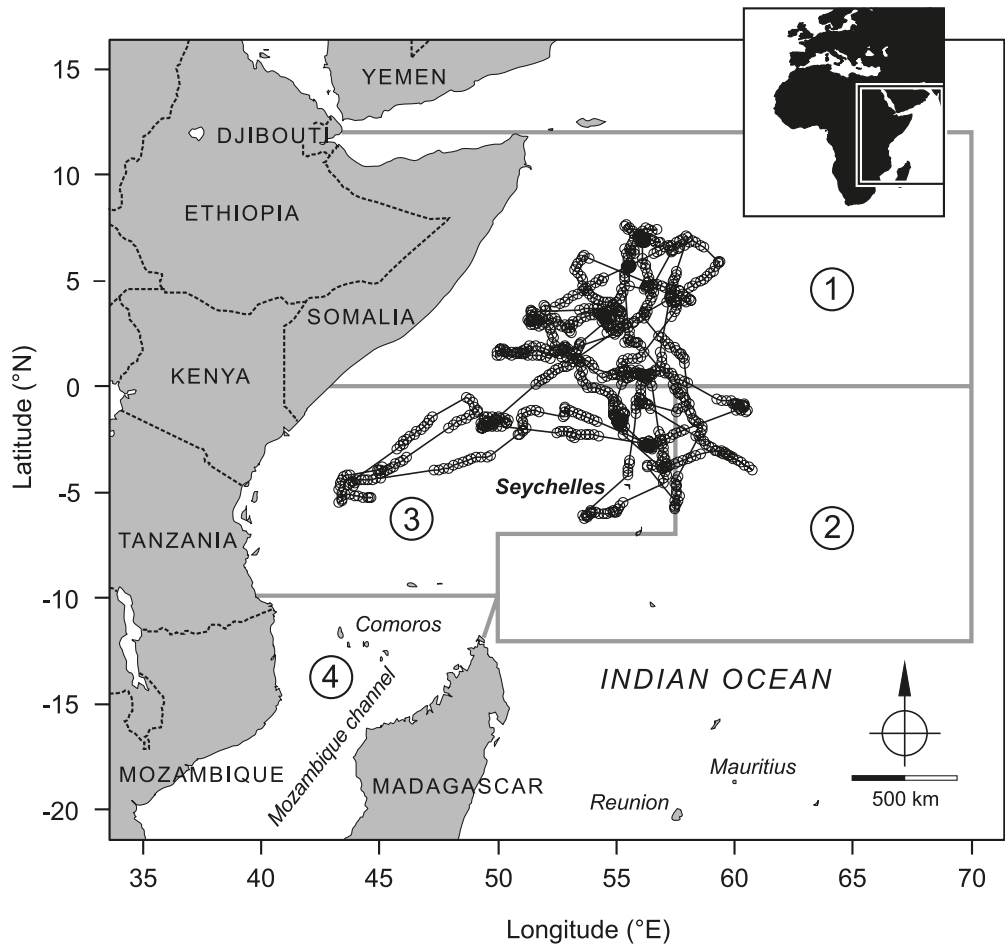 15
10
5
0
-5
-10
-15
-20
Latitude (°N)
YEMEN
DJIBOUTI
ETHIOPIA
SOMALIA
KENYA
TANZANIA
MOZAMBIQUE
MADAGASCAR
1
2
3
4
Seychelles
Comoros
Mozambique channel
INDIAN OCEAN
Mauritius
Reunion
500 km
35 40 45 50 55 60 65 70
Longitude (°E)